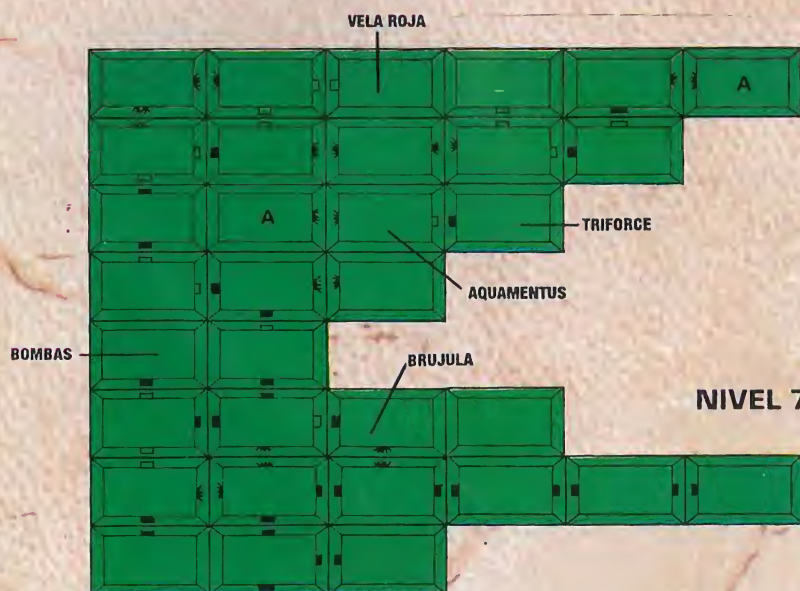 VELA ROJA
A
A
TRIFORCE
AQUAMENTUS
BOMBAS
BRUJULA
NIVEL 7